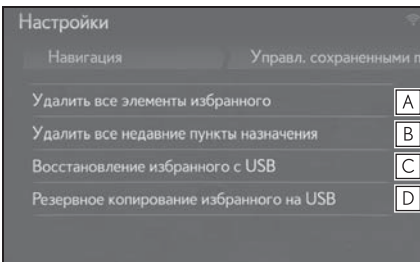 Настройки
Навигация Управл. сохраненными
Удалить все элементы избранного A
Удалить все недавние пункты назначения B
Восстановление избранного с USB C
Резервное копирование избранного на USB D